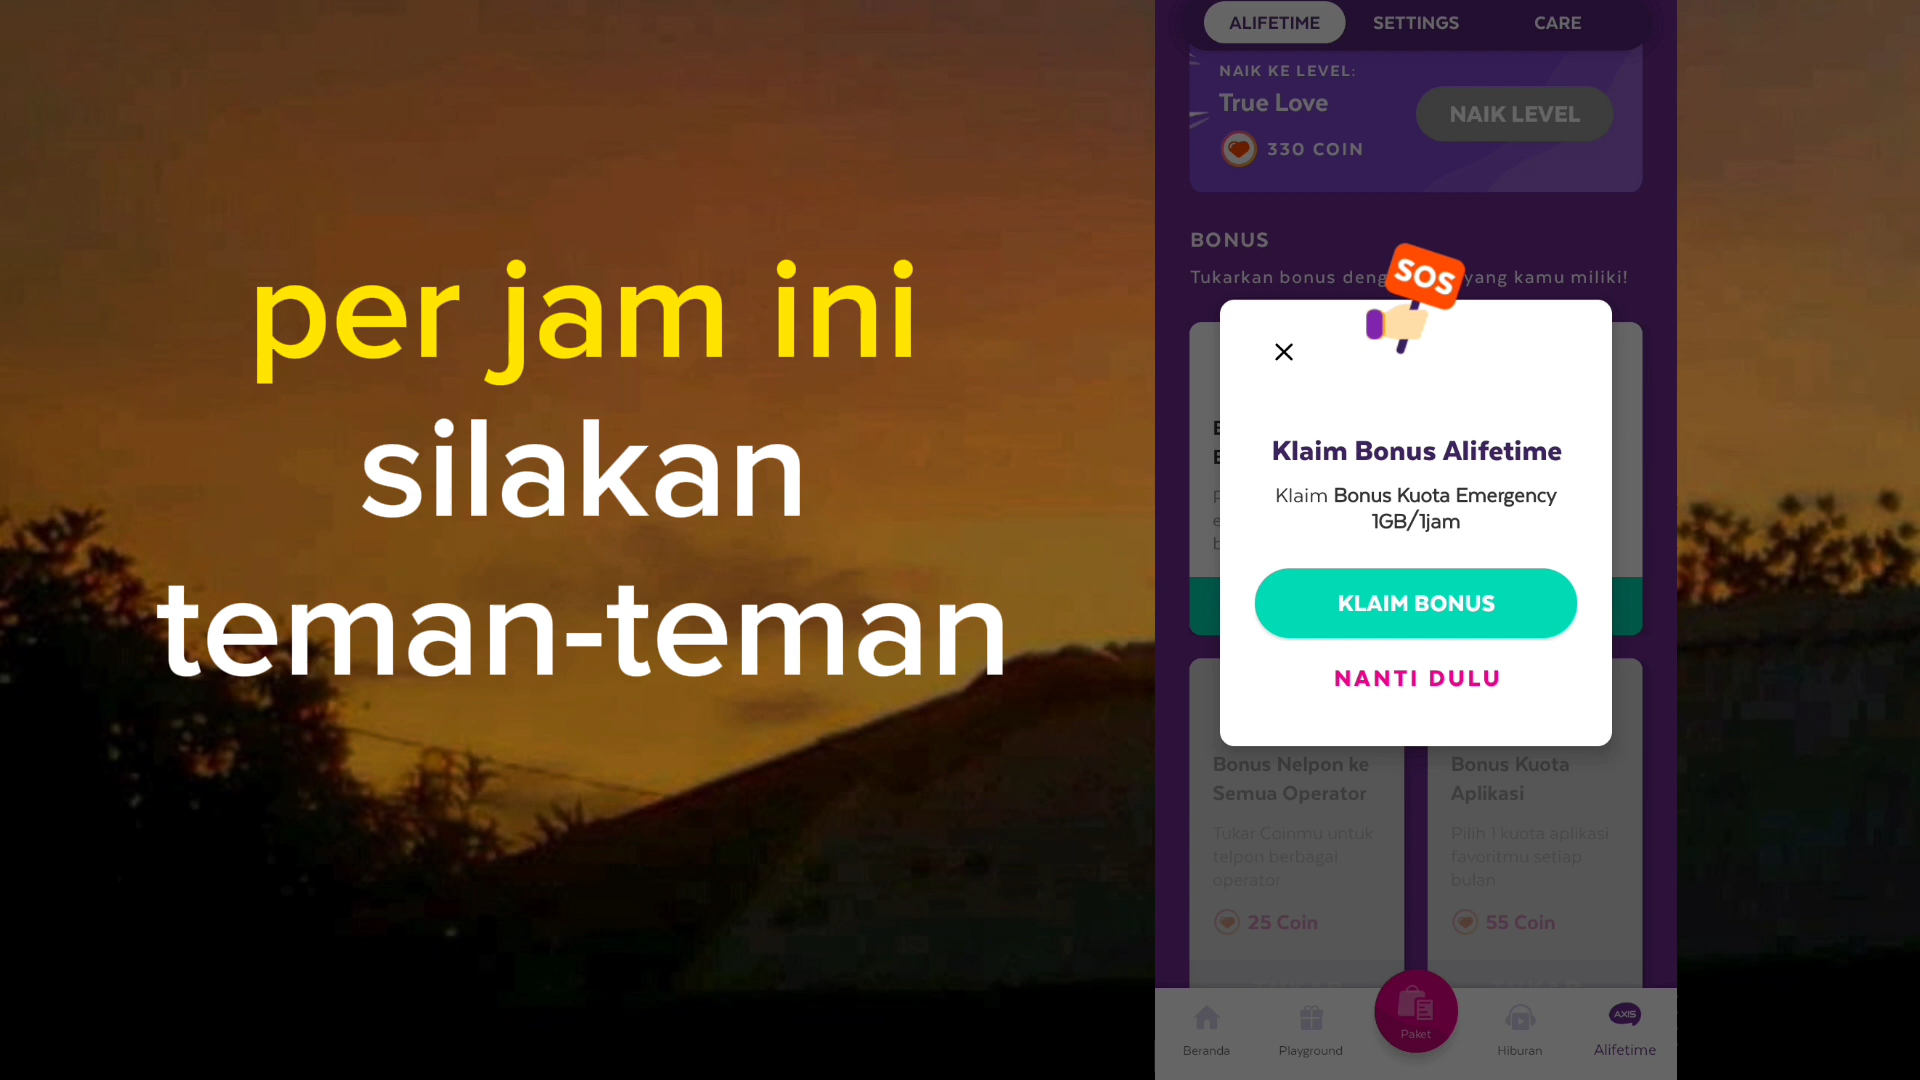 per jam ini
silakan
teman-teman
ALIFETIME
SETTINGS
CARE
NAIK KE LEVEL:
True Love
NAIK LEVEL
330 COIN
BONUS
Tukarkan bonus yang kamu miliki!
SOS
Klaim Bonus Alifetime
Klaim Bonus Kuota Emergency
1GB/1jam
KLAIM BONUS
NANTI DULU
Bonus Nelpon ke
Semua Operator
Tukar Coinmu untuk
telpon berbagai
operator
25 Coin
Bonus Kuota
Aplikasi
Pilih 1 kuota aplikasi
favoritmu setiap
bulan
55 Coin
Beranda
Playground
Paket
Hiburan
AXIS
Alifetime